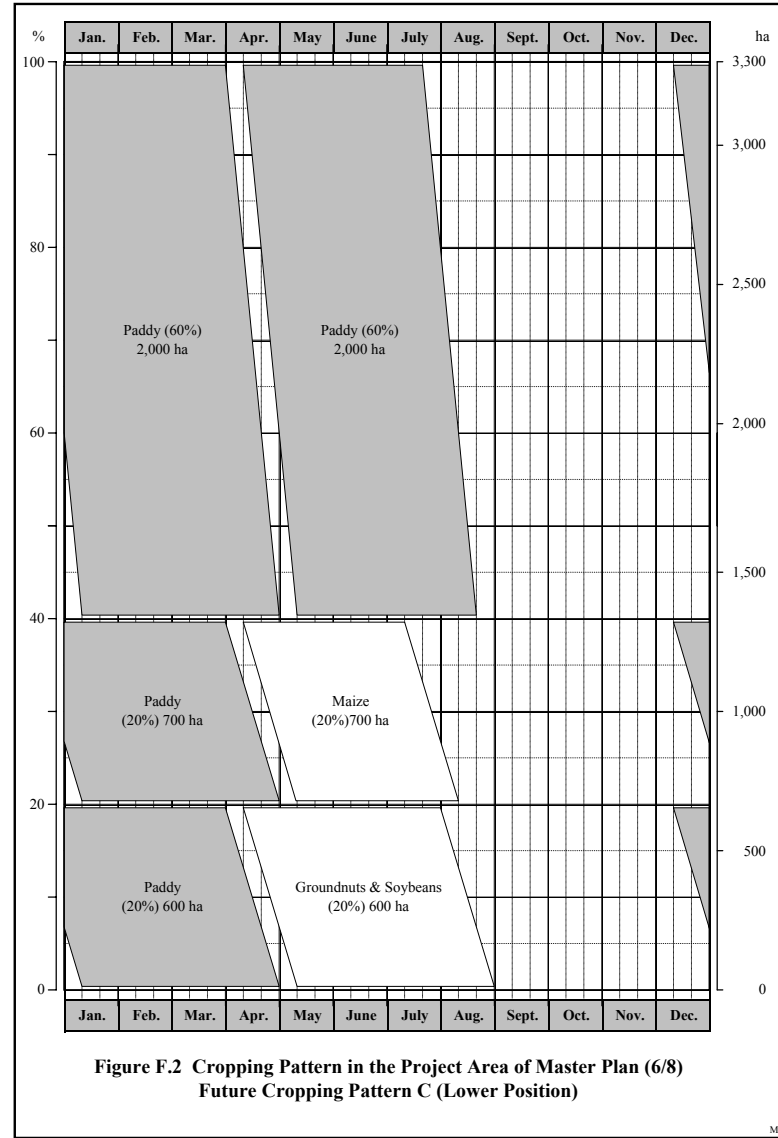 % Jan. Feb. Mar. Apr. May June July Aug. Sept. Oct. Nov. Dec. ha
100 3,300
3,000
80
2,500
Paddy (60%) Paddy (60%)
2,000 ha 2,000 ha
60 2,000
1,500
40
Paddy Maize
(20%) 700 ha (20%)700 ha
1,000
20
500
Paddy Groundnuts & Soybeans
(20%) 600 ha (20%) 600 ha
0 0
Jan. Feb. Mar. Apr. May June July Aug. Sept. Oct. Nov. Dec.
Figure F.2 Cropping Pattern in the Project Area of Master Plan (6/8)
Future Cropping Pattern C (Lower Position)
M